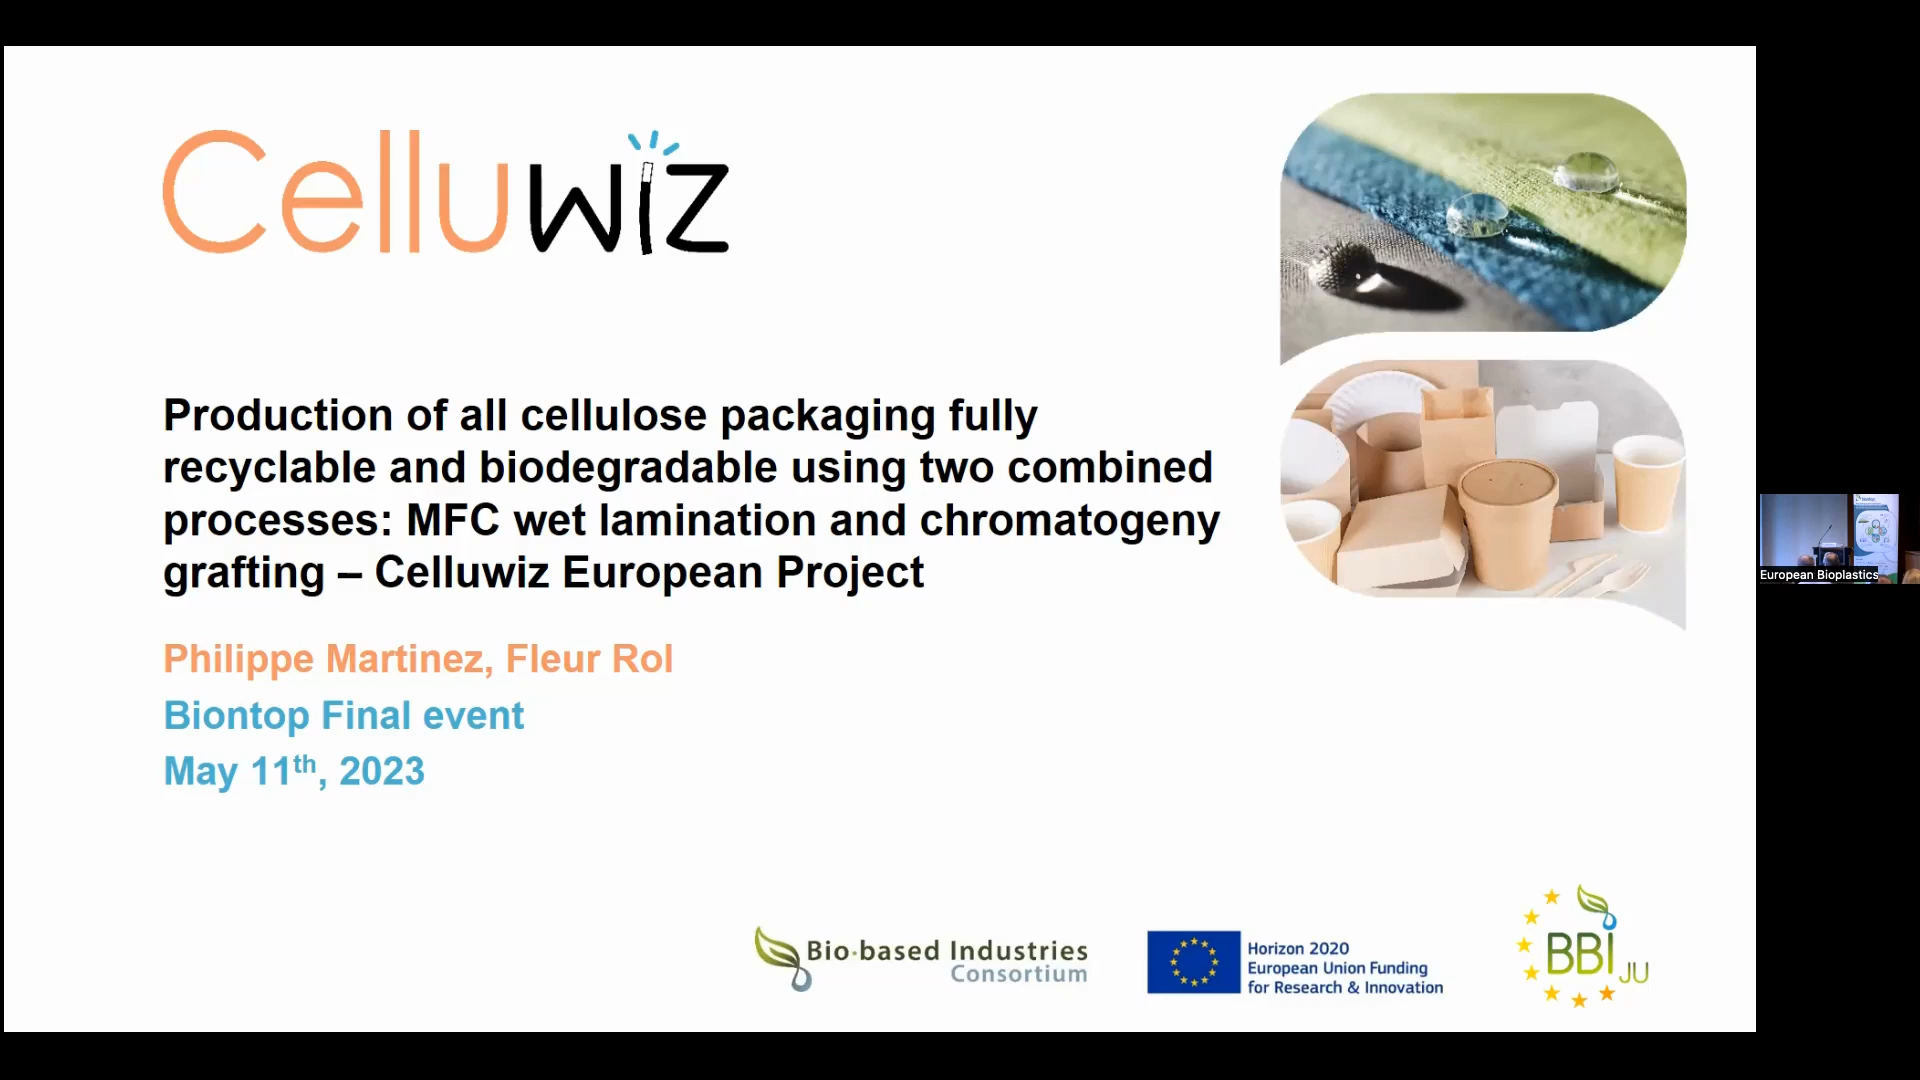 Celluwiz
Production of all cellulose packaging fully
recyclable and biodegradable using two combined
processes: MFC wet lamination and chromatogeny
grafting – Celluwiz European Project
Philippe Martinez, Fleur Rol
Biontop Final event
May 11th, 2023
Bio-based Industries
Consortium
Horizon 2020
European Union Funding
for Research & Innovation
BBI JU
European Bioplastics